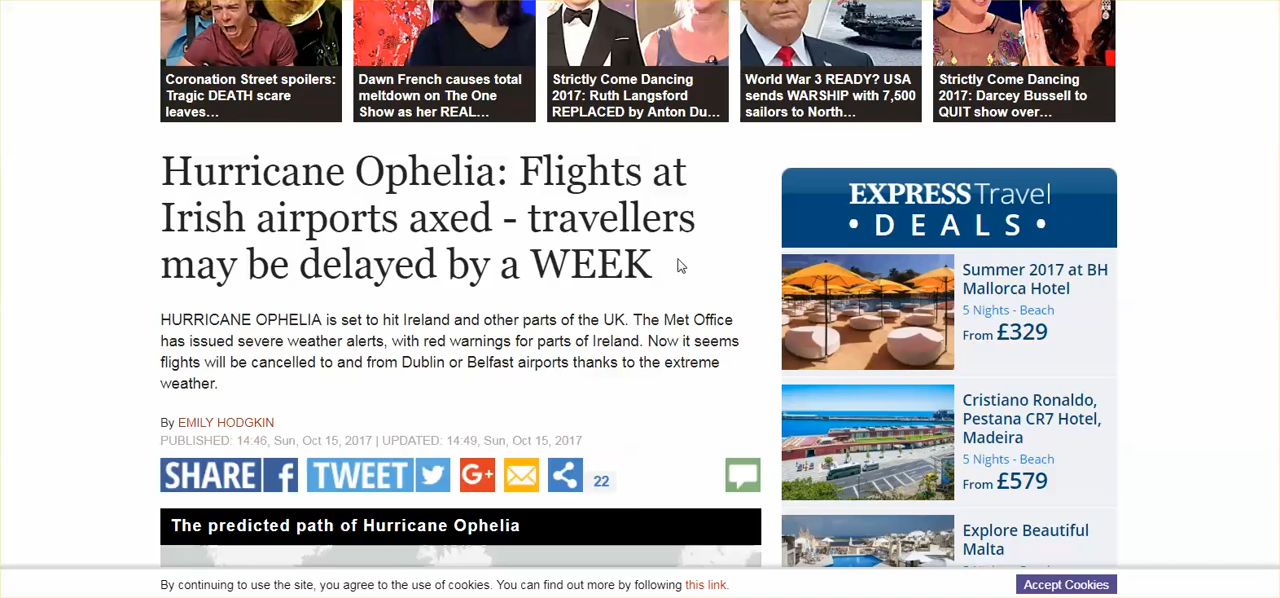 Coronation Street spoilers:
Tragic DEATH scare
leaves…
Dawn French causes total
meltdown on The One
Show as her REAL…
Strictly Come Dancing
2017: Ruth Langsford
REPLACED by Anton Du…
World War 3 READY? USA
sends WARSHIP with 7,500
sailors to North…
Strictly Come Dancing
2017: Darcey Bussell to
QUIT show over…
Hurricane Ophelia: Flights at
Irish airports axed - travellers
may be delayed by a WEEK
HURRICANE OPHELIA is set to hit Ireland and other parts of the UK. The Met Office
has issued severe weather alerts, with red warnings for parts of Ireland. Now it seems
flights will be cancelled to and from Dublin or Belfast airports thanks to the extreme
weather.
By EMILY HODGKIN
PUBLISHED: 14:46, Sun, Oct 15, 2017 | UPDATED: 14:49, Sun, Oct 15, 2017
SHARE f TWEET G+ 22
The predicted path of Hurricane Ophelia
EXPRESS Travel
• DEALS •
Summer 2017 at BH
Mallorca Hotel
5 Nights - Beach
From £329
Cristiano Ronaldo,
Pestana CR7 Hotel,
Madeira
5 Nights - Beach
From £579
Explore Beautiful
Malta
By continuing to use the site, you agree to the use of cookies. You can find out more by following this link.
Accept Cookies